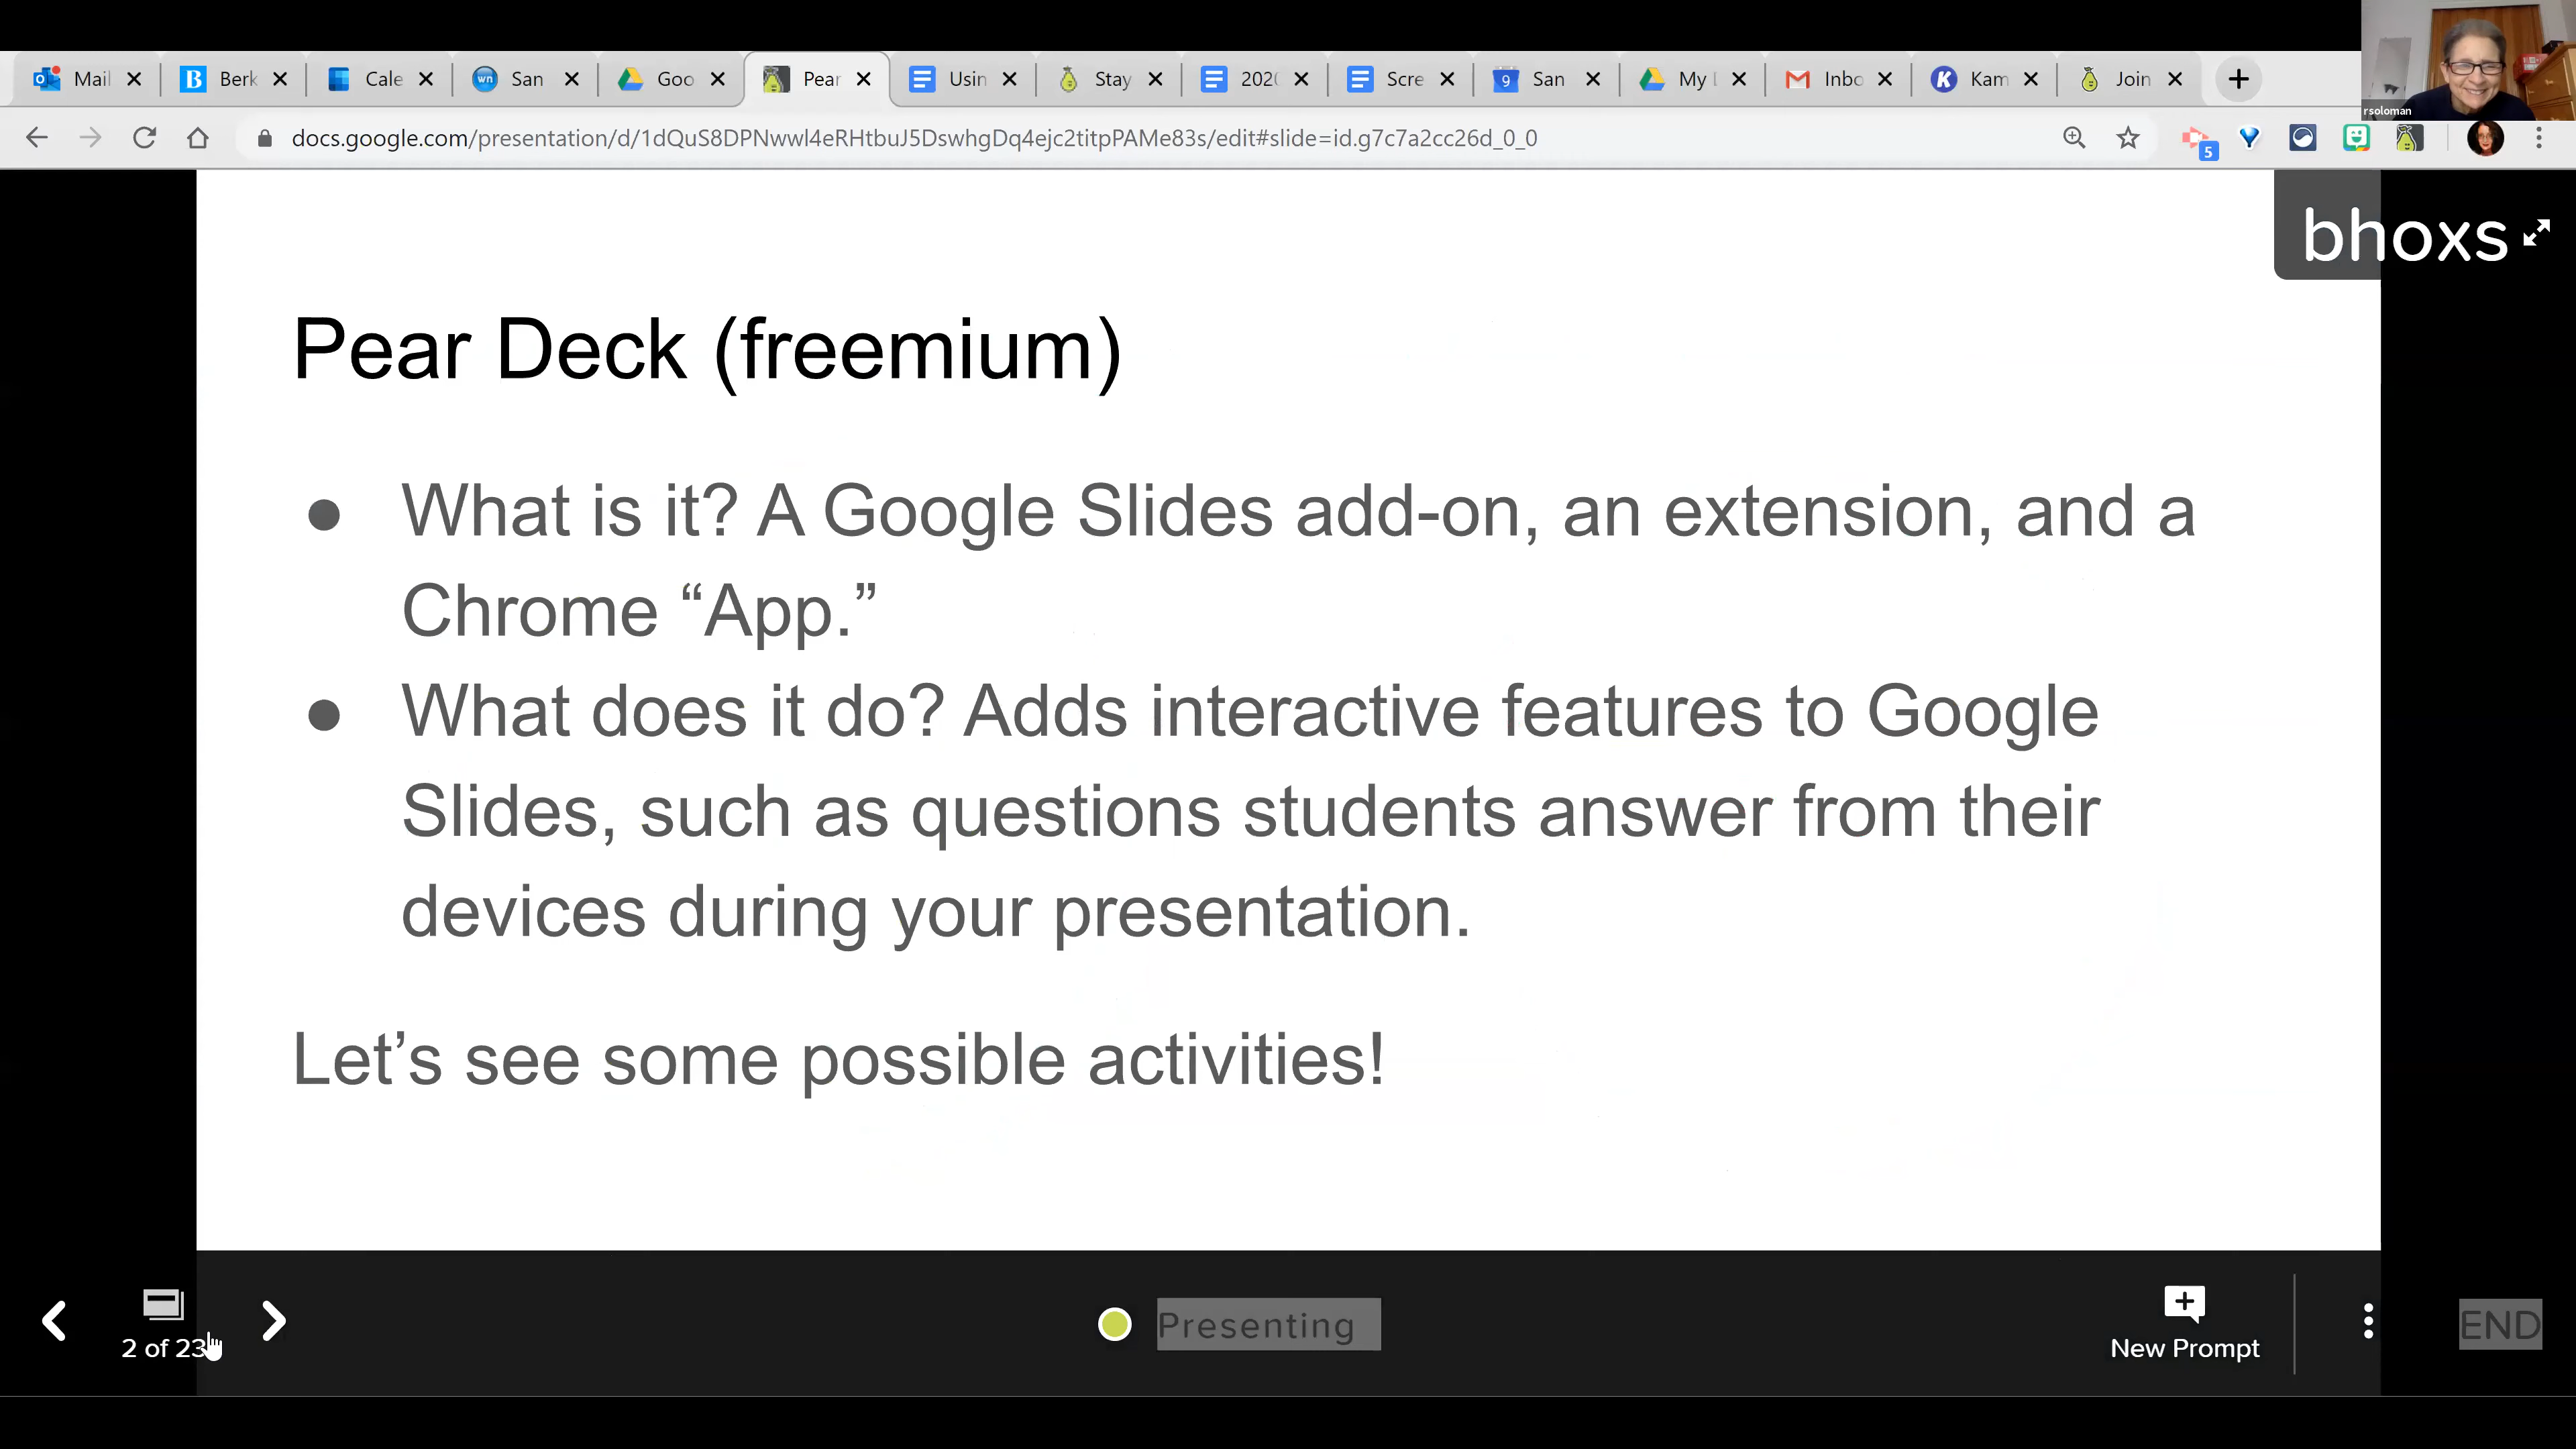 Mail
Berk
Cale
San
Goo
Pear
Usin
Stay
2020
Scre
9
San
My
Inbo
Kam
Join
rsoloman
docs.google.com/presentation/d/1dQuS8DPNwwl4eRHtbuJ5DswhgDq4ejc2titpPAMe83s/edit#slide=id.g7c7a2cc26d_0_0
5
bhoxs
Pear Deck (freemium)
● What is it? A Google Slides add-on, an extension, and a
Chrome “App.”
● What does it do? Adds interactive features to Google
Slides, such as questions students answer from their
devices during your presentation.
Let’s see some possible activities!
2 of 23
Presenting
New Prompt
END